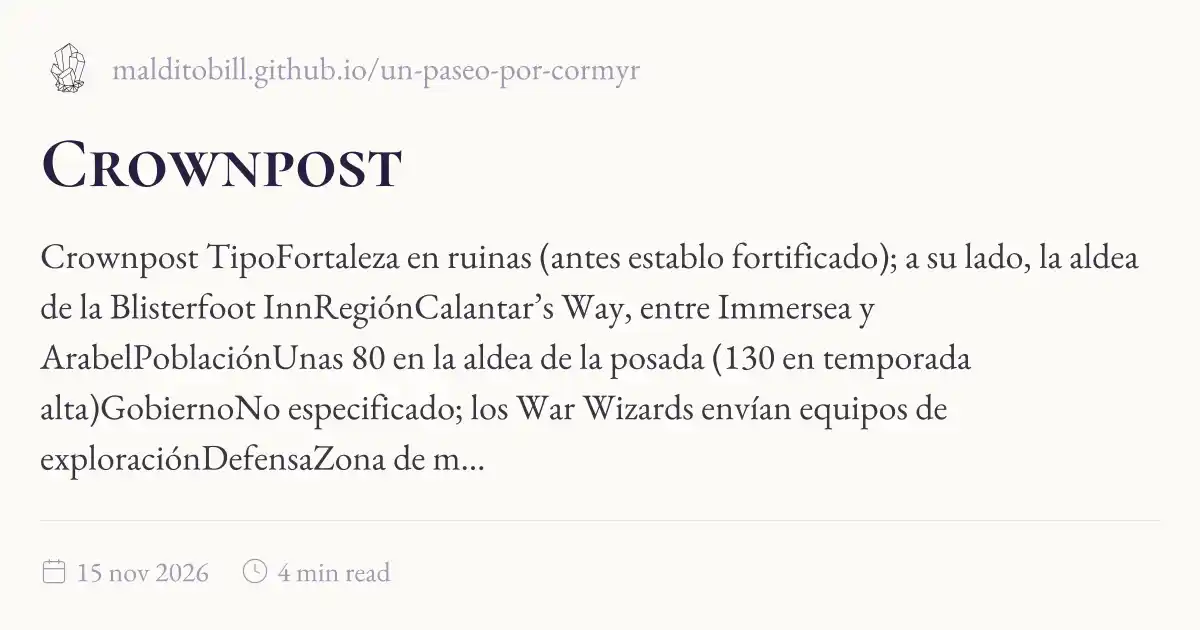 malditobill.github.io/un-paseo-por-cormyr
Crownpost
Crownpost TipoFortaleza en ruinas (antes establo fortificado); a su lado, la aldea
de la Blisterfoot InnRegiónCalantar’s Way, entre Immersea y
ArabelPoblaciónUnas 80 en la aldea de la posada (130 en temporada
alta)GobiernoNo especificado; los War Wizards envían equipos de
exploraciónDefensaZona de m...
15 nov 2026
4 min read